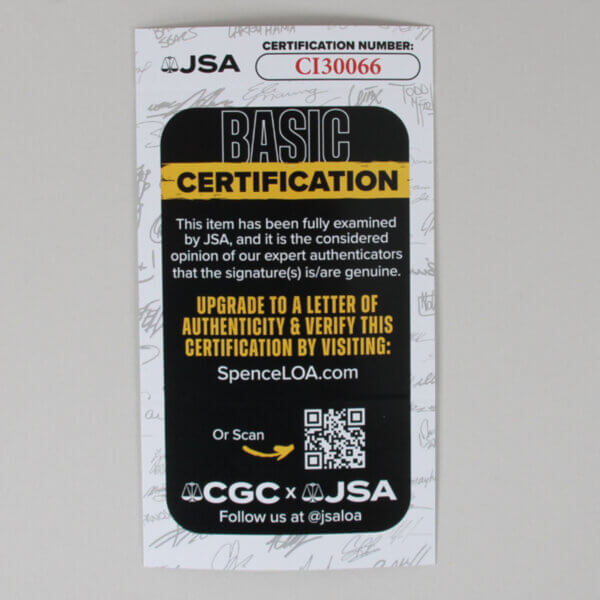 JSA
CERTIFICATION NUMBER:
CI30066
BASIC
CERTIFICATION
This item has been fully examined
by JSA, and it is the considered
opinion of our expert authenticators
that the signature(s) is/are genuine.
UPGRADE TO A LETTER OF
AUTHENTICITY & VERIFY THIS
CERTIFICATION BY VISITING:
SpenceLOA.com
Or Scan
CGC x JSA
Follow us at @jsaloa